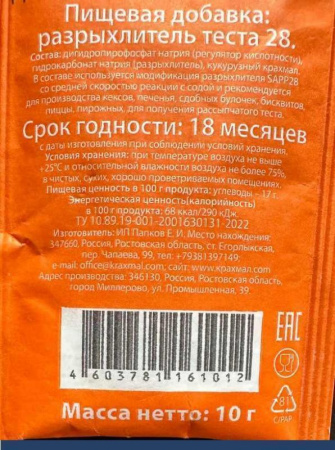 Пищевая добавка:
разрыхлитель теста 28.
Состав: дигидропирофосфат натрия (регулятор кислотности),
гидрокарбонат натрия (разрыхлитель), кукурузный крахмал.
В составе используется модификация разрыхлителя SAPP28
со средней скоростью реакции с содой и рекомендуется
для производства кексов, печенья, сдобных булочек, бисквитов,
пиццы, пирожных, для получения рассыпчатого теста.
Срок годности: 18 месяцев
с даты изготовления при соблюдении условий хранения.
Условия хранения: при температуре воздуха не выше
+25°С и относительной влажности воздуха не более 75%,
в чистых, сухих, хорошо проветриваемых помещениях.
Пищевая ценность в 100 г продукта: углеводы – 17 г.
Энергетическая ценность(калорийность)
в 100 г продукта: 68 ккал/290 кДж.
ТУ 10.89.19-001-2001630131-2022
Изготовитель: ИП Папков Е. И. Место нахождения:
347660, Россия, Ростовская область, ст. Егорлыкская,
пер. Чапаева, 99, тел: +79381397149;
e-mail: office@kraxmal.com; сайт: www.крахмал.com
Адрес производства: 346130, Россия, Ростовская область,
город Миллерово, ул. Промышленная, 39
EAC
4 603781 161012
81
C/PAP
Масса нетто: 10 г